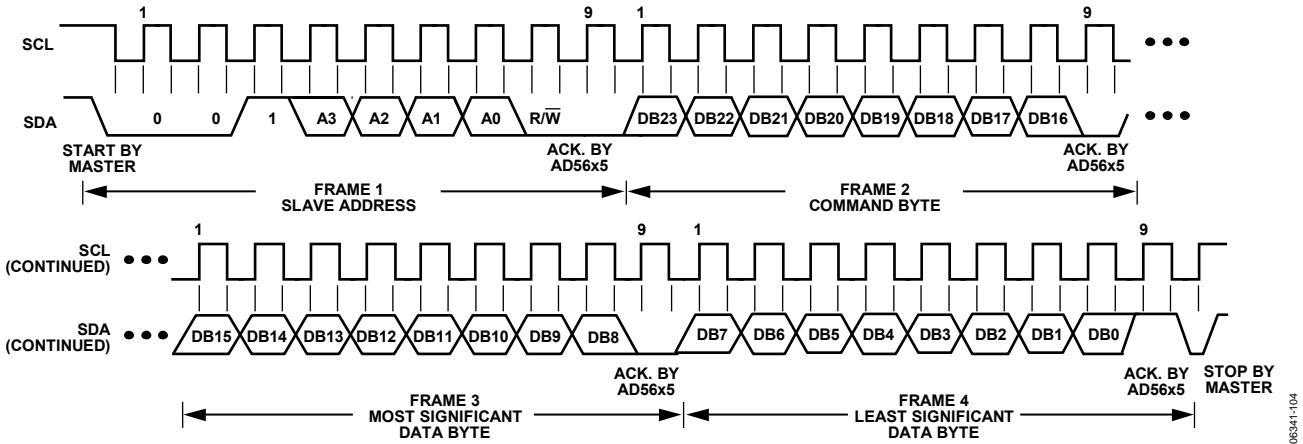 1 9 1 9
SCL
SDA
0 0 1 A3 A2 A1 A0 R/W DB23 DB22 DB21 DB20 DB19 DB18 DB17 DB16
START BY
MASTER
ACK. BY
AD56x5
ACK. BY
AD56x5
FRAME 1
SLAVE ADDRESS
FRAME 2
COMMAND BYTE
1 9 1 9
SCL
(CONTINUED)
SDA
(CONTINUED)
DB15 DB14 DB13 DB12 DB11 DB10 DB9 DB8 DB7 DB6 DB5 DB4 DB3 DB2 DB1 DB0
ACK. BY
AD56x5
ACK. BY
AD56x5
STOP BY
MASTER
FRAME 3
MOST SIGNIFICANT
DATA BYTE
FRAME 4
LEAST SIGNIFICANT
DATA BYTE
06341-104